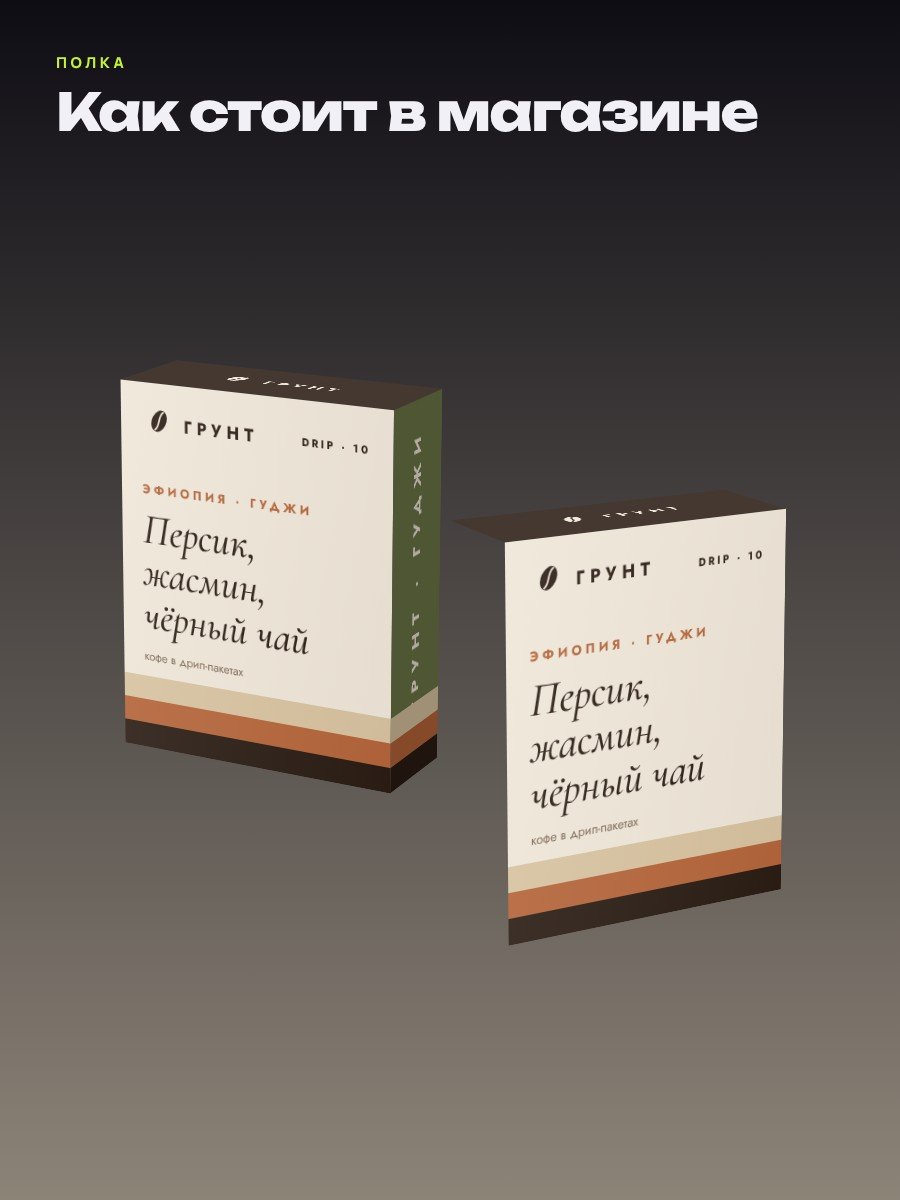 ПОЛКА
Как стоит в магазине
ГРУНТ
ГРУНТ
DRIP · 10
ЭФИОПИЯ · ГУДЖИ
Персик,
жасмин,
чёрный чай
кофе в дрип-пакетах
РУНТ · ГУДЖИ
ГРУНТ
ГРУНТ
DRIP · 10
ЭФИОПИЯ · ГУДЖИ
Персик,
жасмин,
чёрный чай
кофе в дрип-пакетах